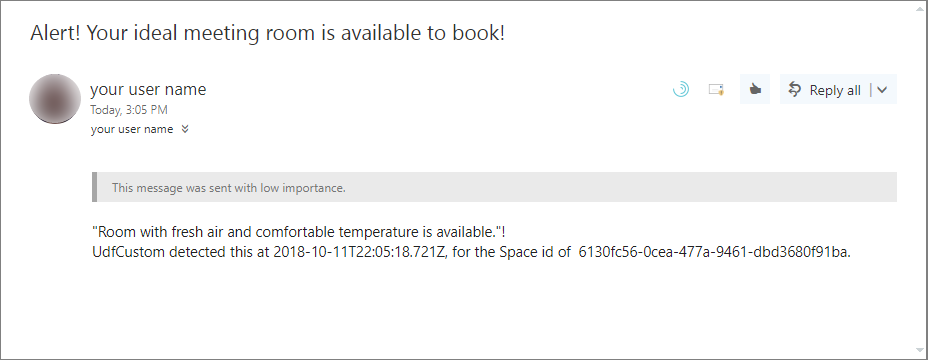 Alert! Your ideal meeting room is available to book!
your user name
Today, 3:05 PM
Reply all
your user name
This message was sent with low importance.
"Room with fresh air and comfortable temperature is available."!
UdfCustom detected this at 2018-10-11T22:05:18.721Z, for the Space id of  6130fc56-0cea-477a-9461-dbd3680f91ba.